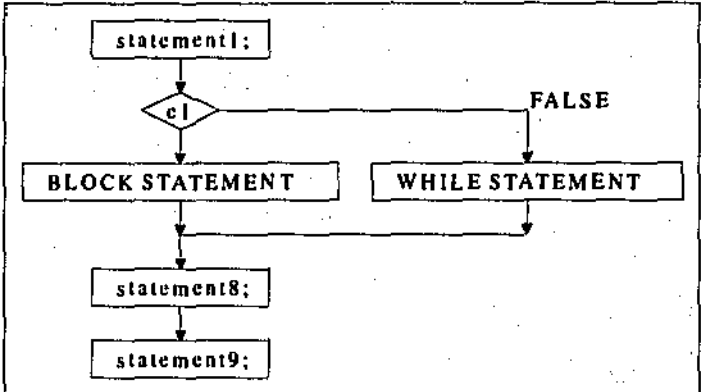 statement1;
c1
FALSE
BLOCK STATEMENT
WHILE STATEMENT
statement8;
statement9;